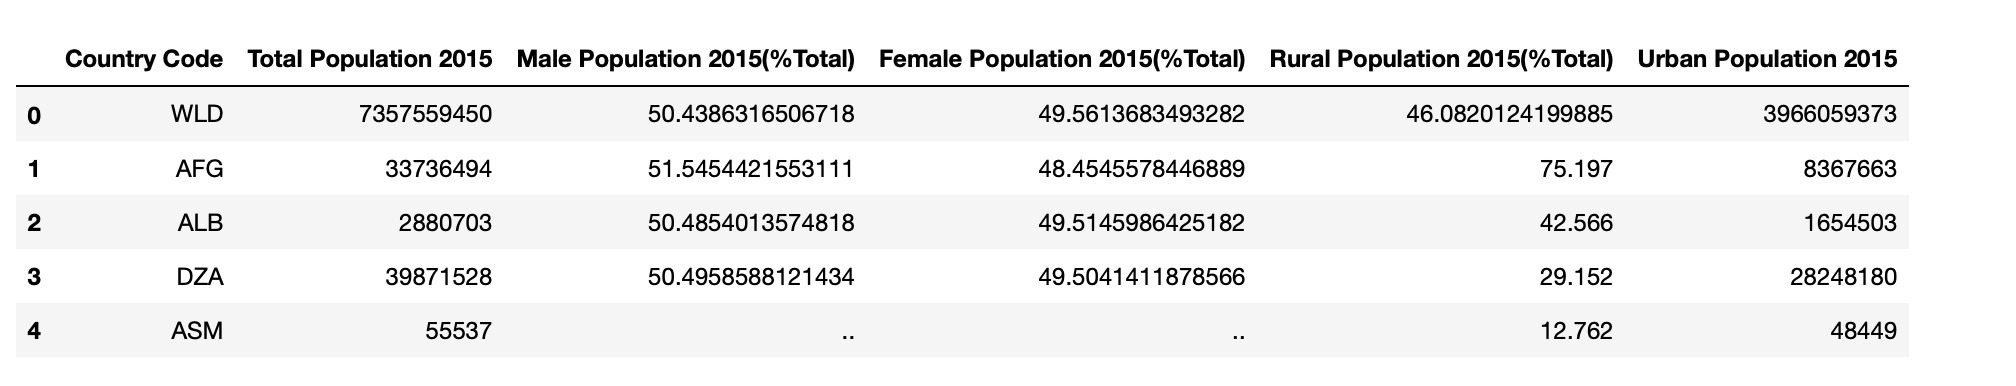 Country Code Total Population 2015 Male Population 2015(%Total) Female Population 2015(%Total) Rural Population 2015(%Total) Urban Population 2015
0 WLD 7357559450 50.4386316506718 49.5613683493282 46.0820124199885 3966059373
1 AFG 33736494 51.5454421553111 48.4545578446889 75.197 8367663
2 ALB 2880703 50.4854013574818 49.5145986425182 42.566 1654503
3 DZA 39871528 50.4958588121434 49.5041411878566 29.152 28248180
4 ASM 55537 .. .. 12.762 48449